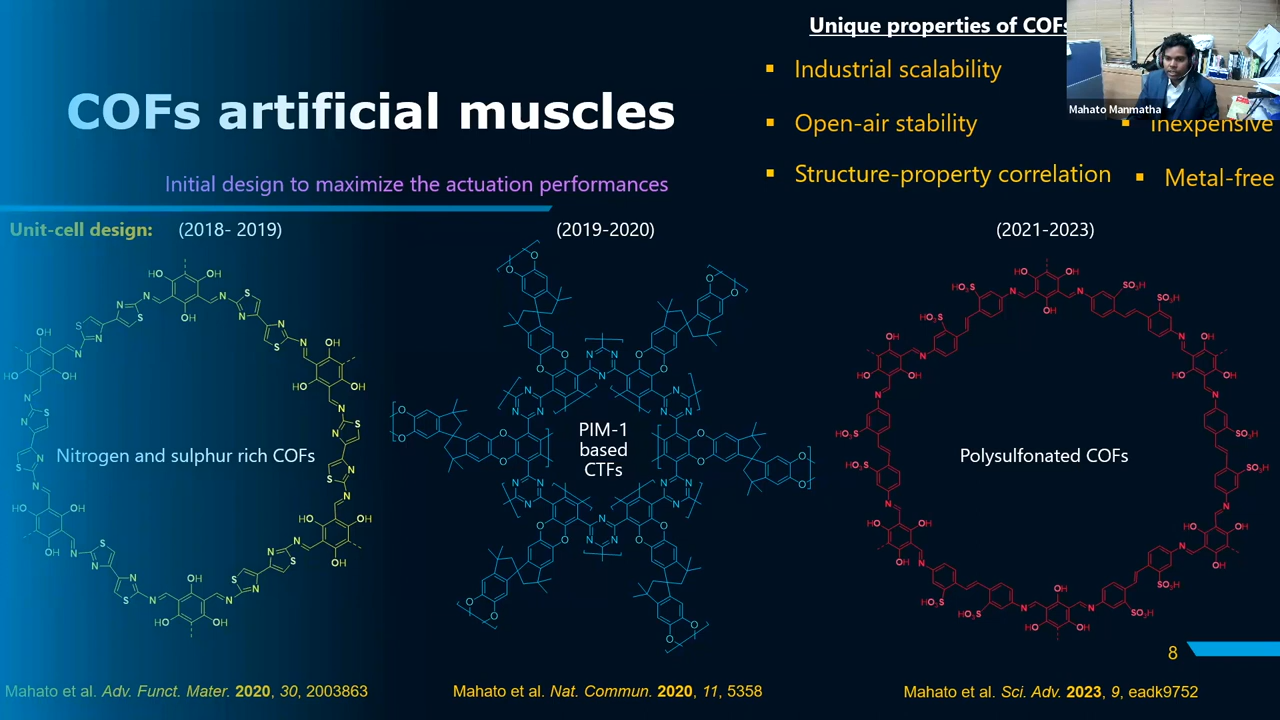 Unique properties of COFs
Industrial scalability
Open-air stability
Structure-property correlation
Inexpensive
Metal-free
Mahato Manmatha
COFs artificial muscles
Initial design to maximize the actuation performances
Unit-cell design:
(2018- 2019)
(2019-2020)
(2021-2023)
Nitrogen and sulphur rich COFs
PIM-1
based
CTFs
Polysulfonated COFs
8
Mahato et al. Adv. Funct. Mater. 2020, 30, 2003863
Mahato et al. Nat. Commun. 2020, 11, 5358
Mahato et al. Sci. Adv. 2023, 9, eadk9752